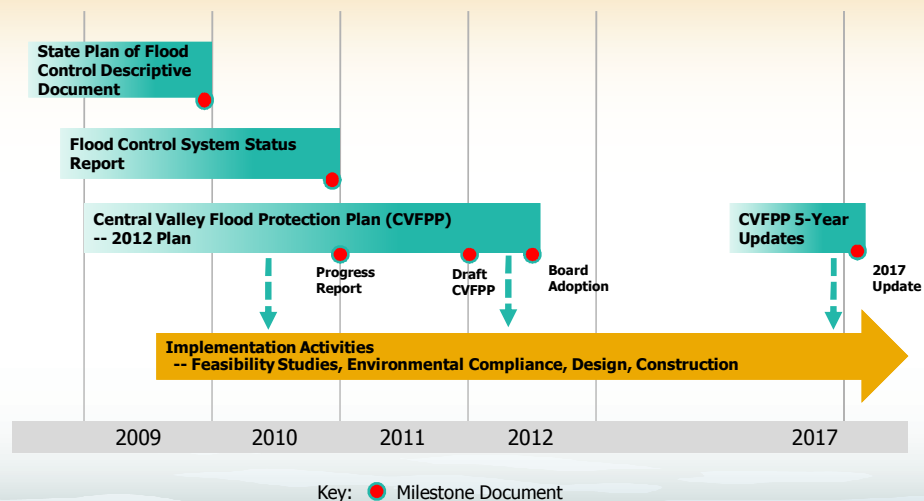 State Plan of Flood
Control Descriptive
Document
Flood Control System Status
Report
Central Valley Flood Protection Plan (CVFPP)
-- 2012 Plan
CVFPP 5-Year
Updates
Progress
Report
Draft
CVFPP
Board
Adoption
2017
Update
Implementation Activities
-- Feasibility Studies, Environmental Compliance, Design, Construction
2009 2010 2011 2012 2017
Key: Milestone Document